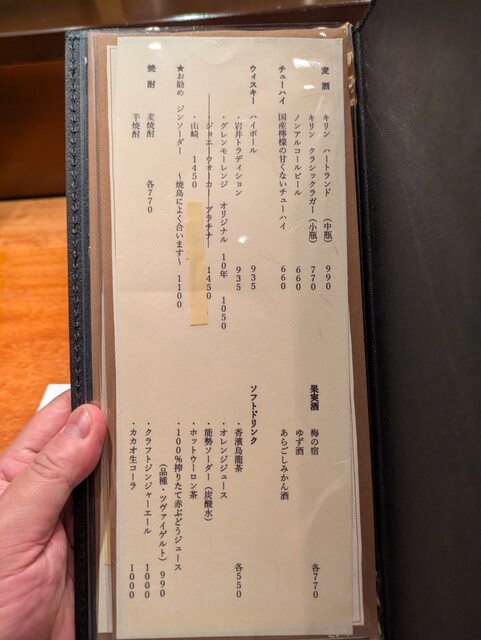 麦酒 キリン ハートランド (中瓶) 990
キリン クラシックラガー (小瓶) 770
ノンアルコールビール 660
チューハイ 国産檸檬の甘くないチューハイ 660
ウィスキー ハイボール 935
・岩井トラディション 935
・グレンモーレンジ オリジナル 10年 1050
・ジョニーウォーカー プラチナ 1450
・山崎 1450
★お勧め ジンソーダー ~焼鳥によく合います~ 1100
焼酎 麦焼酎 各770
芋焼酎
果実酒 梅の宿 各770
ゆず酒
あらごしみかん酒
ソフトドリンク
・香濱烏龍茶 各550
・オレンジジュース
・能勢ソーダー (炭酸水)
・ホットウーロン茶
・100%搾りたて赤ぶどうジュース
(品種・ツヴァイゲルト) 990
・クラフトジンジャーエール 1000
・カカオ生コーラ 1000